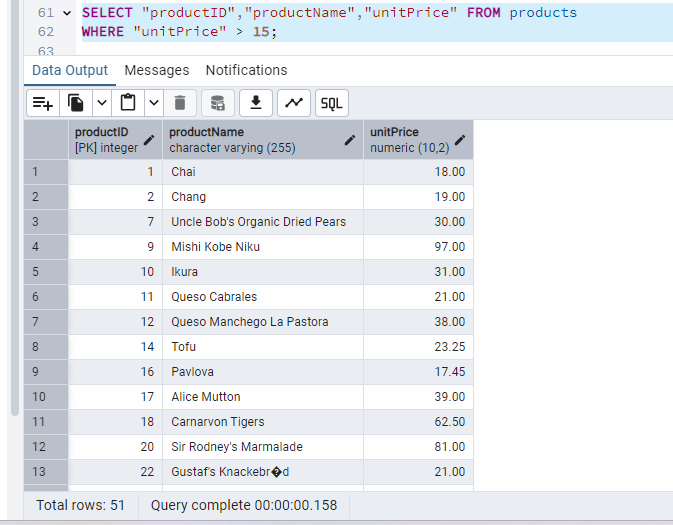 61 SELECT "productID","productName","unitPrice" FROM products
62 WHERE "unitPrice" > 15;
63
Data Output Messages Notifications
SQL
productID productName unitPrice
[PK] integer character varying (255) numeric (10,2)
1 1 Chai 18.00
2 2 Chang 19.00
3 7 Uncle Bob's Organic Dried Pears 30.00
4 9 Mishi Kobe Niku 97.00
5 10 Ikura 31.00
6 11 Queso Cabrales 21.00
7 12 Queso Manchego La Pastora 38.00
8 14 Tofu 23.25
9 16 Pavlova 17.45
10 17 Alice Mutton 39.00
11 18 Carnarvon Tigers 62.50
12 20 Sir Rodney's Marmalade 81.00
13 22 Gustaf's Knackebr�d 21.00
Total rows: 51 Query complete 00:00:00.158